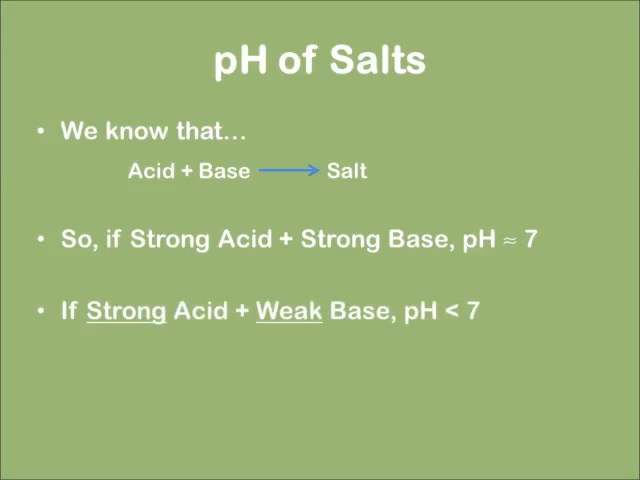 pH of Salts
• We know that...
Acid + Base → Salt
• So, if Strong Acid + Strong Base, pH ≈ 7
• If Strong Acid + Weak Base, pH < 7